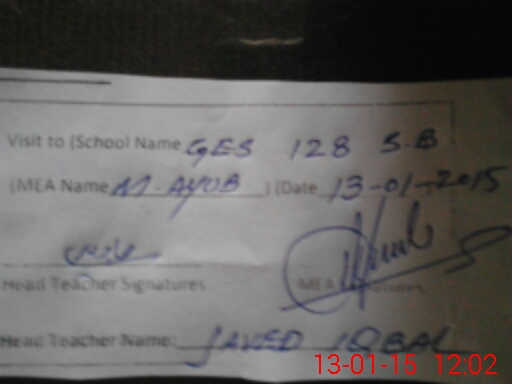 Visit to (School Name GES 128 S.B
(MEA Name M. AYUB ) (Date 13-01-2015
Head Teacher Signatures MEA
Head Teacher Name: JAVED IQBAL
13-01-15 12:02